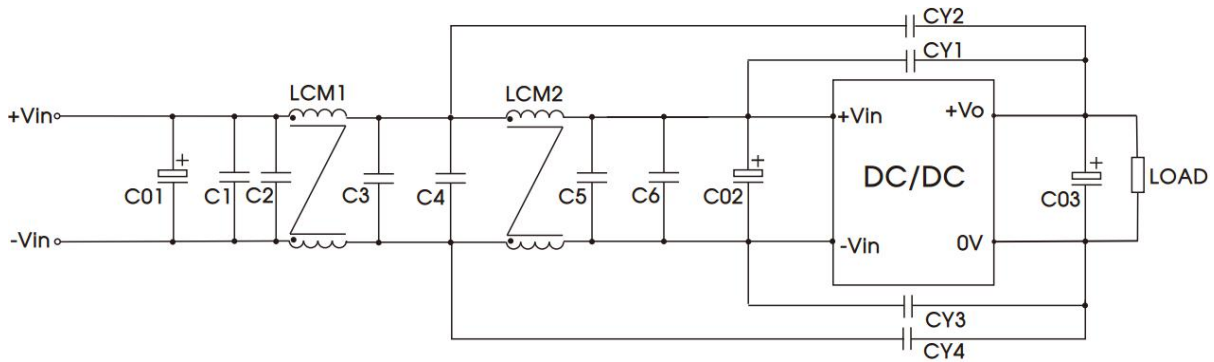 CY2
CY1
LCM1
LCM2
+Vin
+Vin
+Vo
C01
+
C1
C2
C3
C4
C5
C6
C02
+
DC/DC
C03
+
LOAD
-Vin
-Vin
0V
CY3
CY4